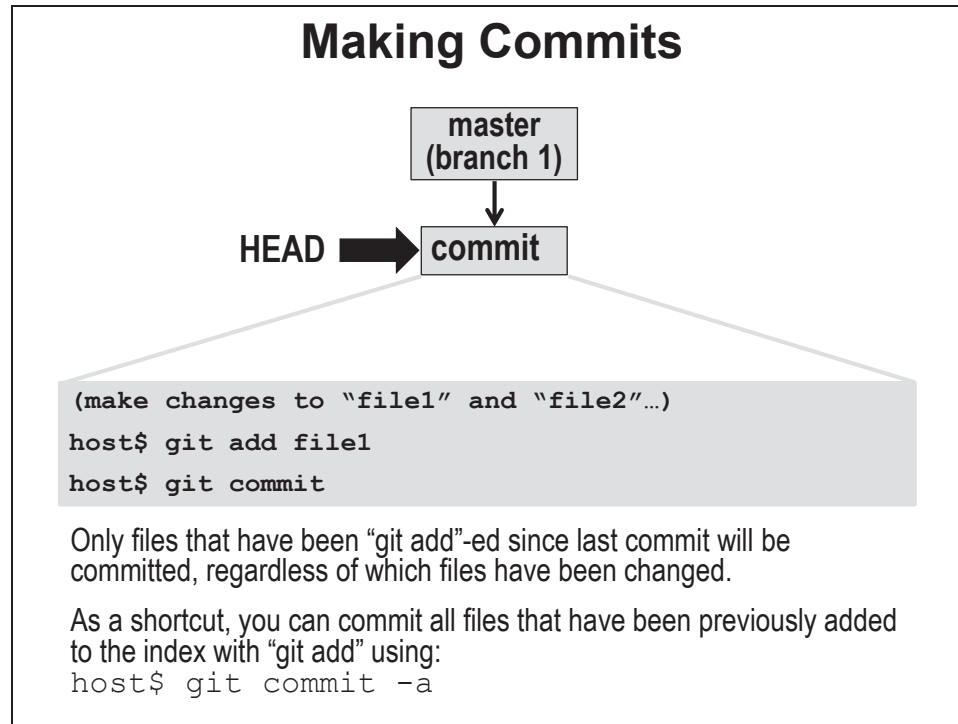 Making Commits
master
(branch 1)
HEAD
commit
(make changes to “file1” and “file2”…)
host$ git add file1
host$ git commit
Only files that have been “git add”-ed since last commit will be
committed, regardless of which files have been changed.
As a shortcut, you can commit all files that have been previously added
to the index with “git add” using:
host$ git commit -a